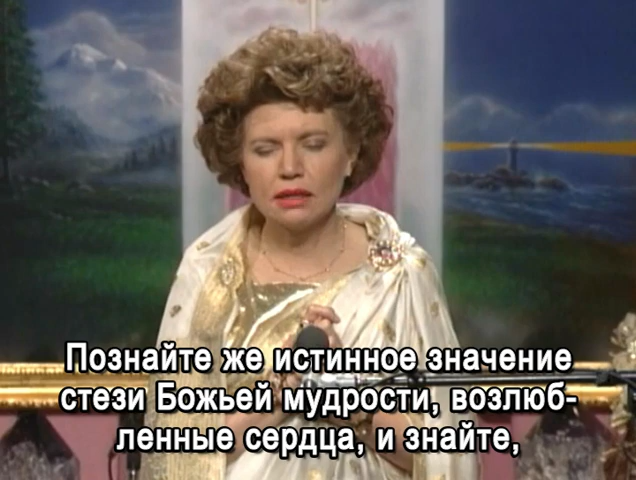 Познайте же истинное значение
стези Божьей мудрости, возлюб-
ленные сердца, и знайте,